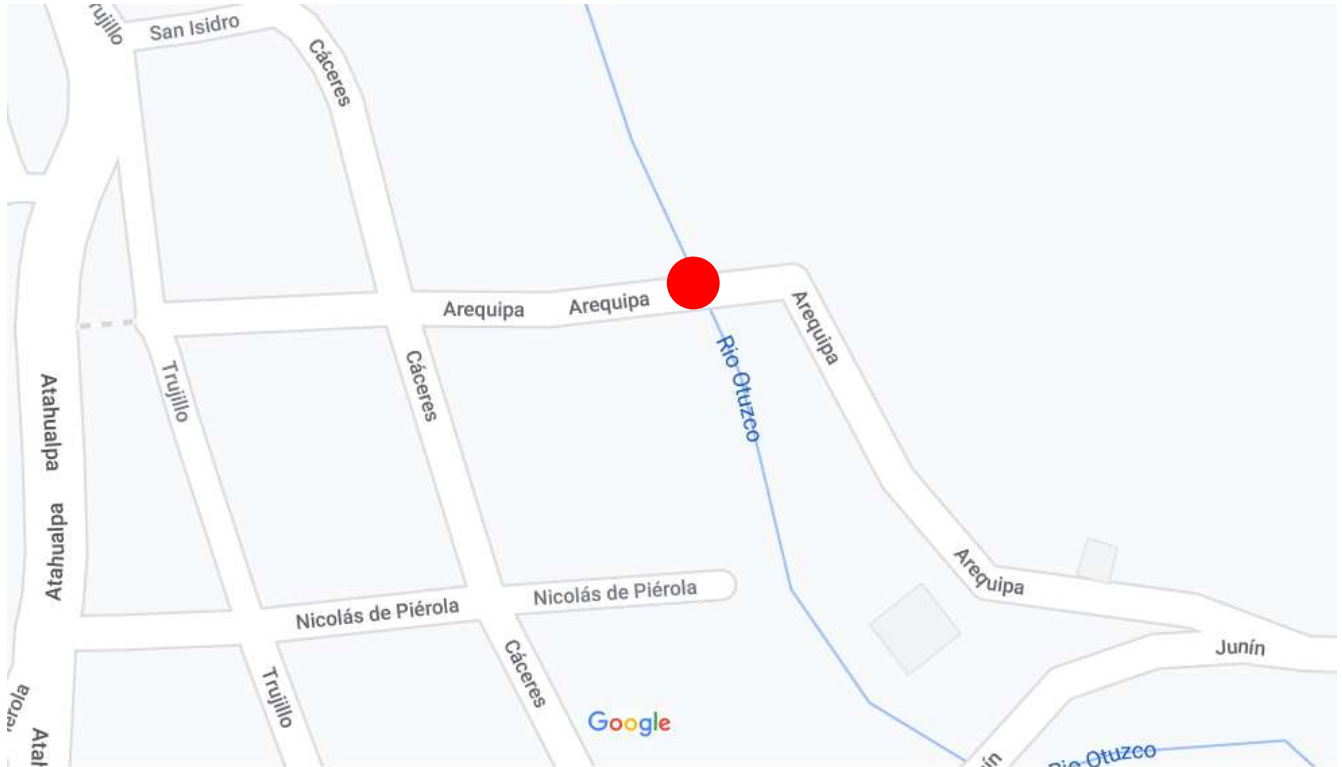 San Isidro
Cáceres
Arequipa
Arequipa
Arequipa
Rio Otuzco
Trujillo
Cáceres
Atahualpa
Atahualpa
Arequipa
Nicolás de Piérola
Nicolás de Piérola
Junín
Cáceres
Trujillo
Google
Rio Otuzco